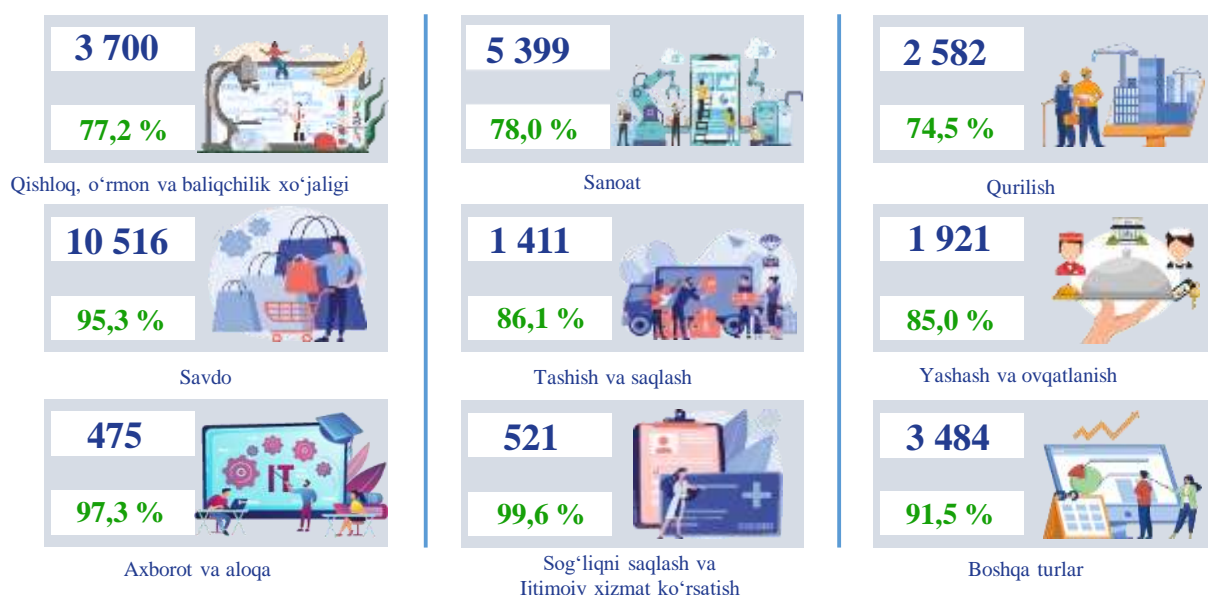 3 700
77,2 %
Qishloq, o‘rmon va baliqchilik xo‘jaligi
5 399
78,0 %
Sanoat
2 582
74,5 %
Qurilish
10 516
95,3 %
Savdo
1 411
86,1 %
Tashish va saqlash
1 921
85,0 %
Yashash va ovqatlanish
475
97,3 %
IT
Axborot va aloqa
521
99,6 %
Sog‘liqni saqlash va
Ijtimoiy xizmat ko‘rsatish
3 484
91,5 %
Boshqa turlar